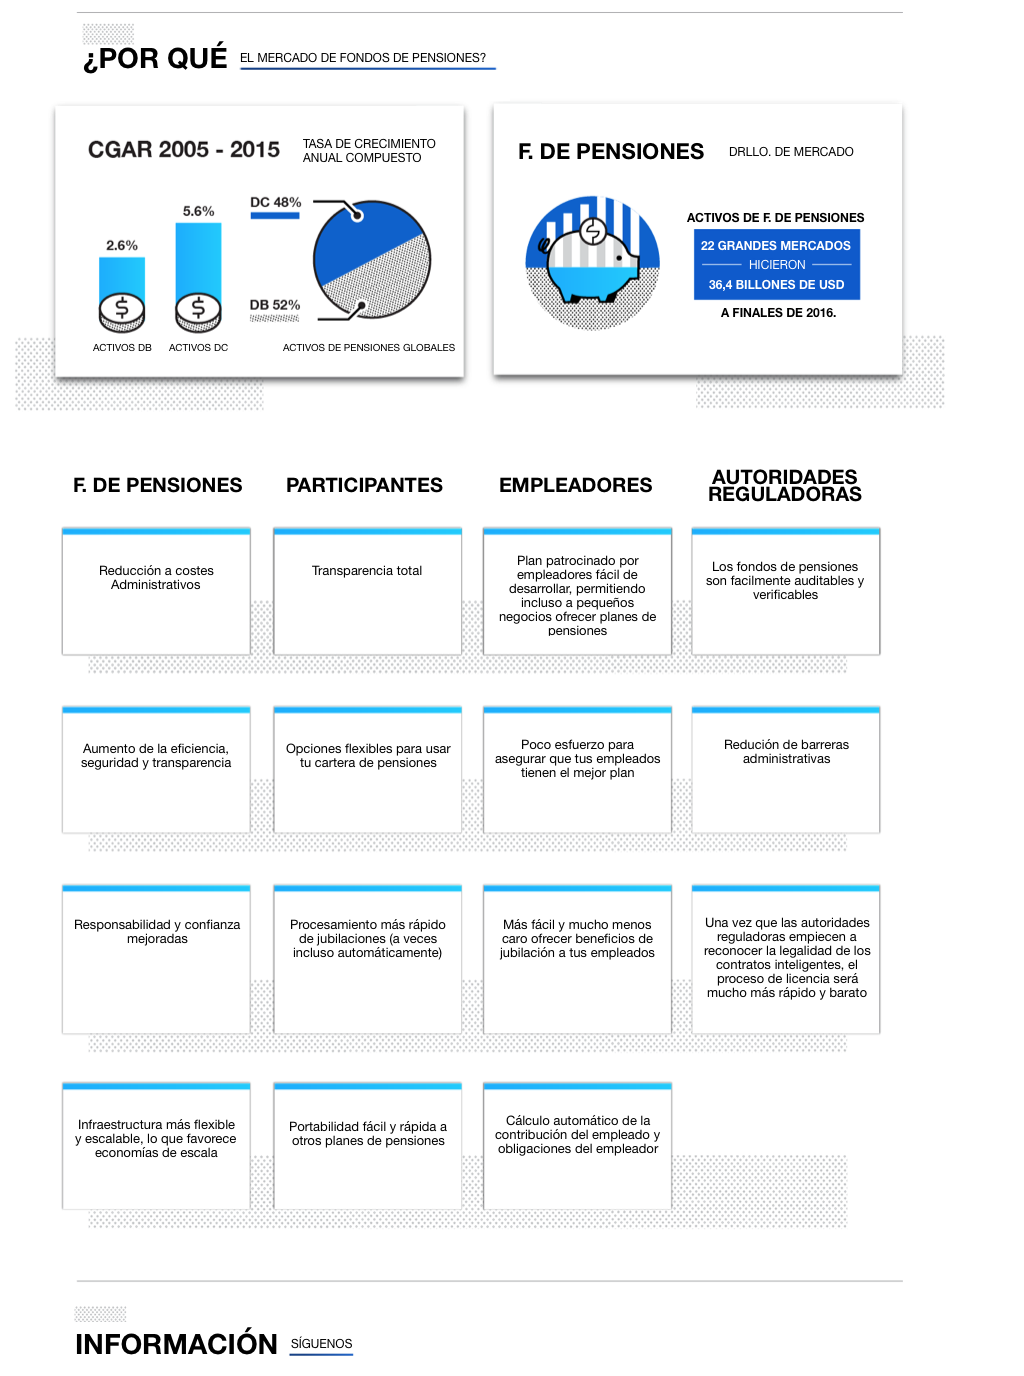 ¿POR QUÉ EL MERCADO DE FONDOS DE PENSIONES?
CGAR 2005 - 2015
TASA DE CRECIMIENTO
ANUAL COMPUESTO
2.6%
5.6%
DC 48%
DB 52%
ACTIVOS DB
ACTIVOS DC
ACTIVOS DE PENSIONES GLOBALES
F. DE PENSIONES
DRLLO. DE MERCADO
ACTIVOS DE F. DE PENSIONES
22 GRANDES MERCADOS
HICIERON
36,4 BILLONES DE USD
A FINALES DE 2016.
F. DE PENSIONES
PARTICIPANTES
EMPLEADORES
AUTORIDADES
REGULADORAS
Reducción a costes
Administrativos
Transparencia total
Plan patrocinado por
empleadores fácil de
desarrollar, permitiendo
incluso a pequeños
negocios ofrecer planes de
pensiones
Los fondos de pensiones
son facilmente auditables y
verificables
Aumento de la eficiencia,
seguridad y transparencia
Opciones flexibles para usar
tu cartera de pensiones
Poco esfuerzo para
asegurar que tus empleados
tienen el mejor plan
Redución de barreras
administrativas
Responsabilidad y confianza
mejoradas
Procesamiento más rápido
de jubilaciones (a veces
incluso automáticamente)
Más fácil y mucho menos
caro ofrecer beneficios de
jubilación a tus empleados
Una vez que las autoridades
reguladoras empiecen a
reconocer la legalidad de los
contratos inteligentes, el
proceso de licencia será
mucho más rápido y barato
Infraestructura más flexible
y escalable, lo que favorece
economías de escala
Portabilidad fácil y rápida a
otros planes de pensiones
Cálculo automático de la
contribución del empleado y
obligaciones del empleador
INFORMACIÓN SÍGUENOS